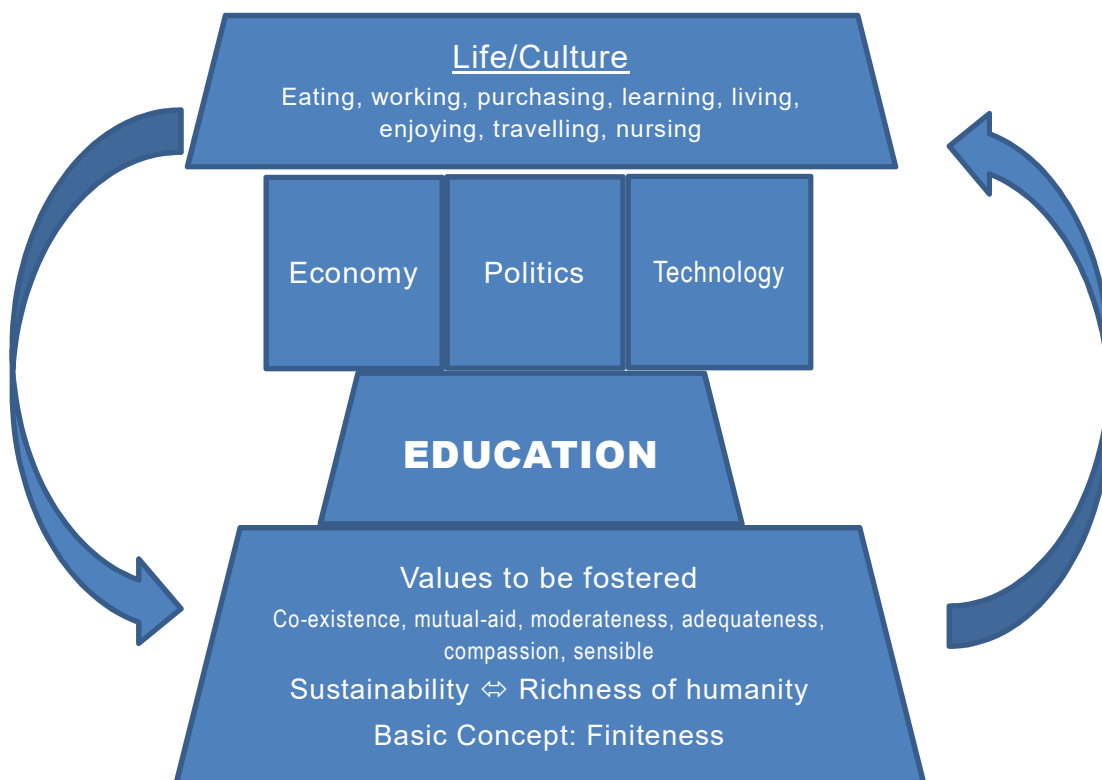 Life/Culture
Eating, working, purchasing, learning, living,
enjoying, travelling, nursing
Economy
Politics
Technology
EDUCATION
Values to be fostered
Co-existence, mutual-aid, moderateness, adequateness,
compassion, sensible
Sustainability ⇔ Richness of humanity
Basic Concept: Finiteness